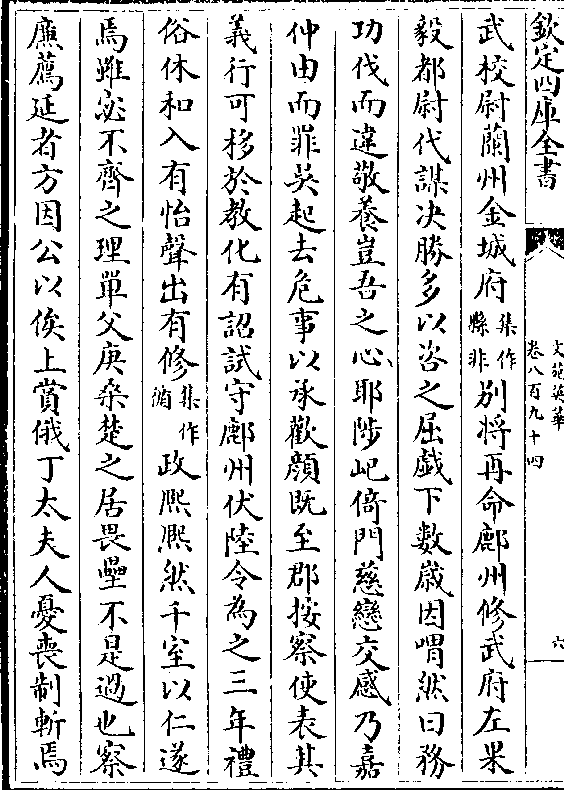 欽定四庫全書
文苑英華
卷八百九十四
六
武校尉蘭州金城府集作縣非别將再命鄜州修武府左果
毅都尉代謀决勝多以咨之屈戯下數歳因喟然曰務
功伐而違敬養豈吾之心耶陟屺倚門慈戀交感乃嘉
仲由而罪吴起去危事以承歡顔既至郡按察使表其
義行可移於教化有詔試守鄜州伏陸令為之三年禮
俗休和入有怡聲出有修集作酒政熙熙然千室以仁遂
焉雖宓不齊之理單父庚桑楚之居畏壘不是過也察
廉薦延者方因公以俟上賞俄丁太夫人憂喪制斬焉